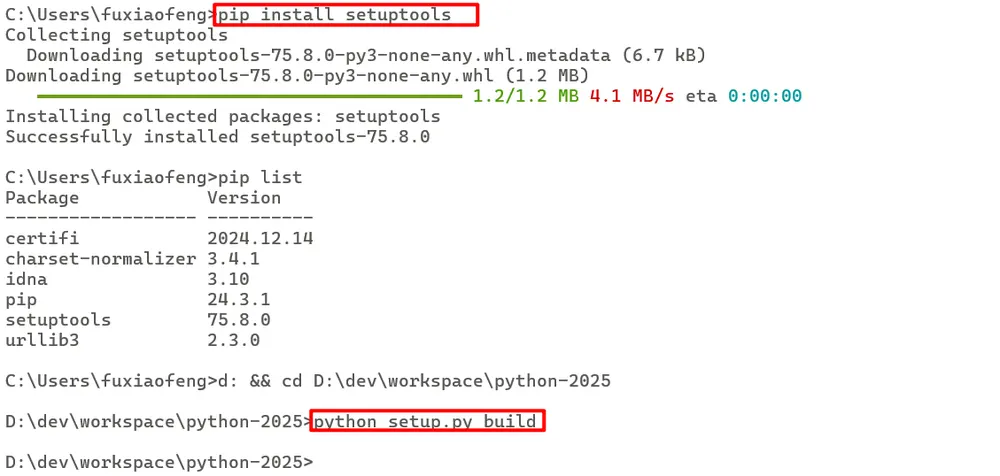 C:\Users\fuxiaofeng>pip install setuptools
Collecting setuptools
  Downloading setuptools-75.8.0-py3-none-any.whl.metadata (6.7 kB)
Downloading setuptools-75.8.0-py3-none-any.whl (1.2 MB)
1.2/1.2 MB 4.1 MB/s eta 0:00:00
Installing collected packages: setuptools
Successfully installed setuptools-75.8.0
C:\Users\fuxiaofeng>pip list
Package            Version
------------------ ----------
certifi            2024.12.14
charset-normalizer 3.4.1
idna               3.10
pip                24.3.1
setuptools         75.8.0
urllib3            2.3.0
C:\Users\fuxiaofeng>d: && cd D:\dev\workspace\python-2025
D:\dev\workspace\python-2025>python setup.py build
D:\dev\workspace\python-2025>